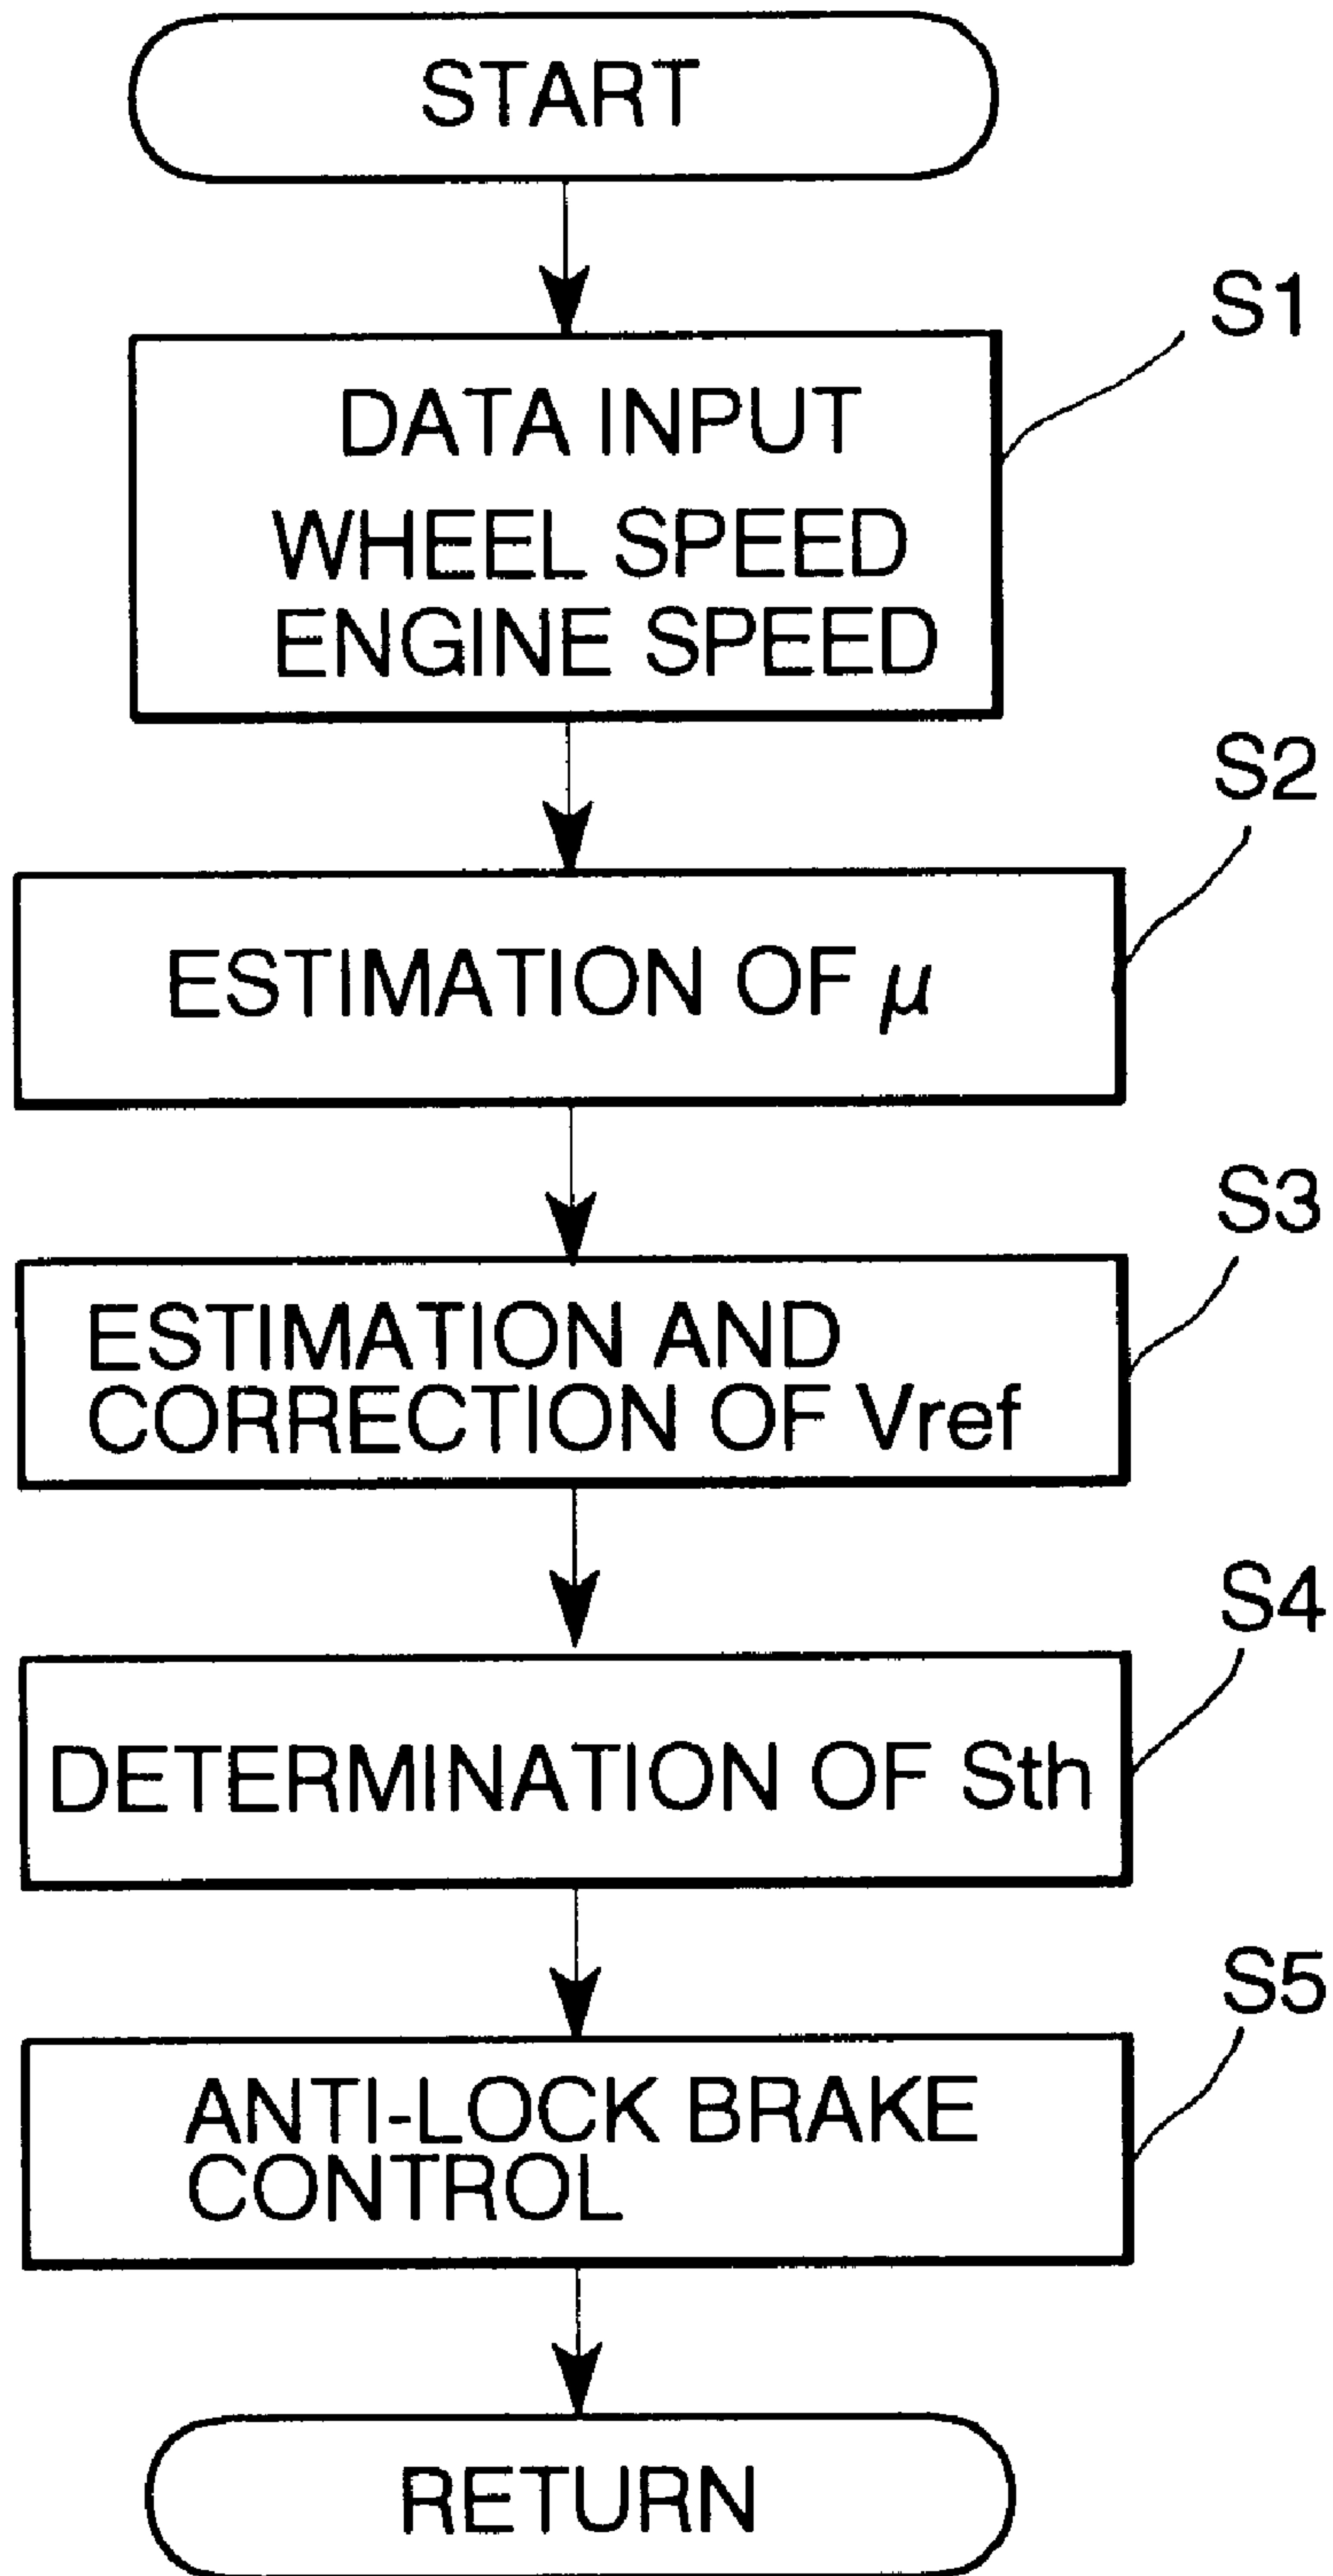 START
S1
DATA INPUT
WHEEL SPEED
ENGINE SPEED
S2
ESTIMATION OF μ
S3
ESTIMATION AND
CORRECTION OF Vref
S4
DETERMINATION OF Sth
S5
ANTI-LOCK BRAKE
CONTROL
RETURN